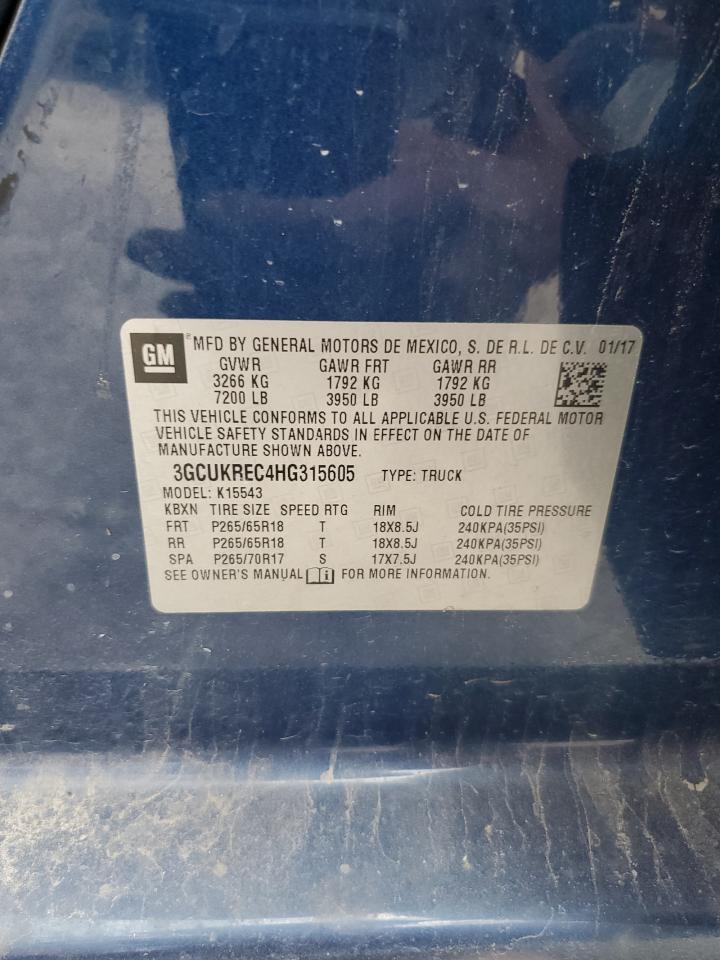 GM ® MFD BY GENERAL MOTORS DE MEXICO, S. DE R.L. DE C.V. 01/17
GVWR GAWR FRT GAWR RR
3266 KG 1792 KG 1792 KG
7200 LB 3950 LB 3950 LB
THIS VEHICLE CONFORMS TO ALL APPLICABLE U.S. FEDERAL MOTOR
VEHICLE SAFETY STANDARDS IN EFFECT ON THE DATE OF
MANUFACTURE SHOWN ABOVE.
3GCUKREC4HG315605 TYPE: TRUCK
MODEL: K15543
KBXN TIRE SIZE SPEED RTG RIM COLD TIRE PRESSURE
FRT P265/65R18 T 18X8.5J 240KPA(35PSI)
RR P265/65R18 T 18X8.5J 240KPA(35PSI)
SPA P265/70R17 S 17X7.5J 240KPA(35PSI)
SEE OWNER'S MANUAL i FOR MORE INFORMATION.